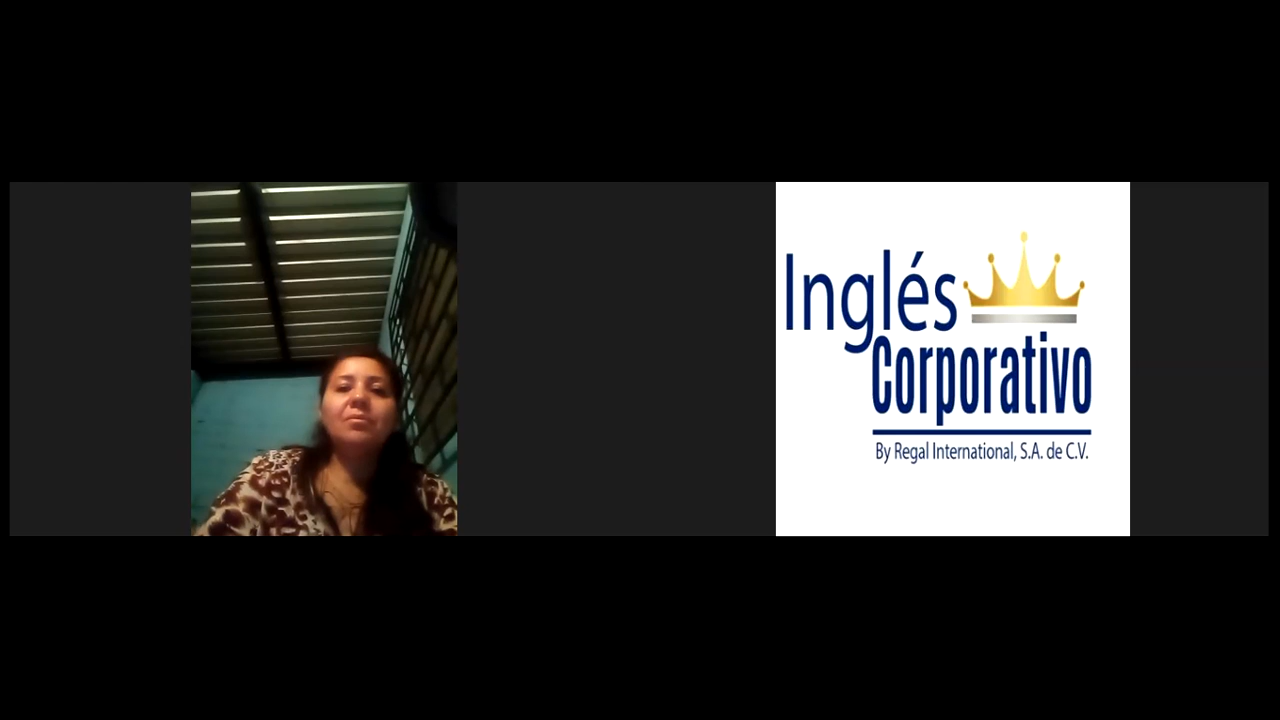 Inglés
Corporativo
By Regal International, S.A. de C.V.